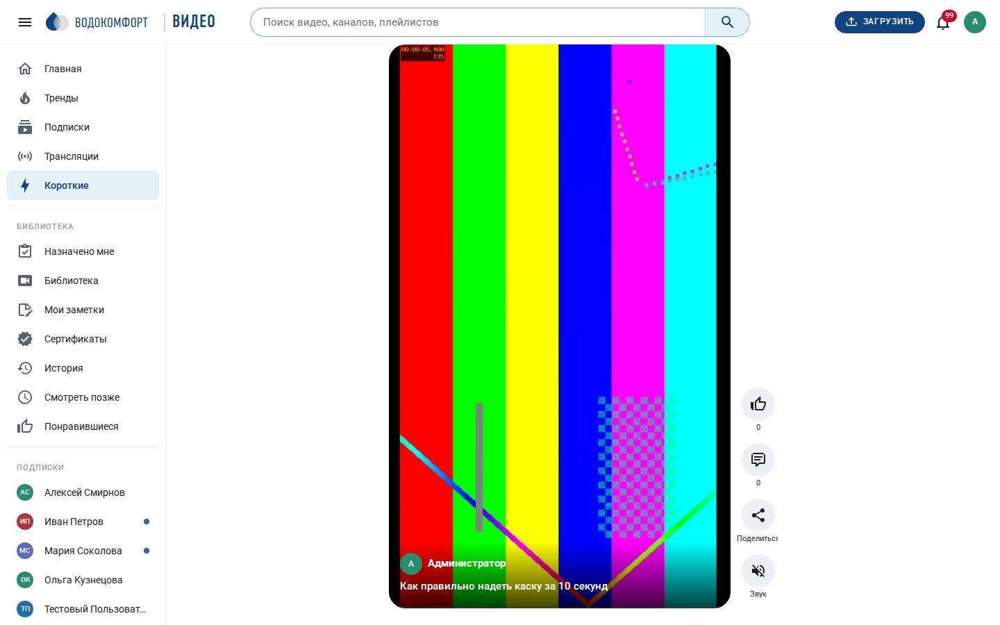 ВОДОКОМФОРТ ВИДЕО
Поиск видео, каналов, плейлистов
ЗАГРУЗИТЬ
99
А
Главная
Тренды
Подписки
Трансляции
Короткие
БИБЛИОТЕКА
Назначено мне
Библиотека
Мои заметки
Сертификаты
История
Смотреть позже
Понравившиеся
ПОДПИСКИ
АС Алексей Смирнов
ИП Иван Петров
МС Мария Соколова
ОК Ольга Кузнецова
ТП Тестовый Пользоват...
00:00:05.400
135
А Администратор
Как правильно надеть каску за 10 секунд
0
0
Поделиться
Звук